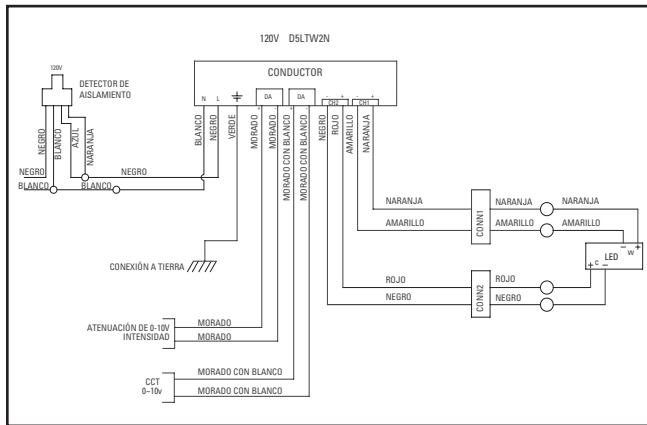 120V D5LTW2N
CONDUCTOR
120V
DETECTOR DE
AISLAMIENTO
N L
DA DA
- + - +
CH2 CH1
+ - + -
NEGRO
BLANCO
AZUL
NARANJA
BLANCO
NEGRO
VERDE
MORADO
MORADO
MORADO CON BLANCO
MORADO CON BLANCO
NEGRO
ROJO
AMARILLO
NARANJA
NEGRO NEGRO
BLANCO BLANCO
NARANJA NARANJA NARANJA
AMARILLO AMARILLO AMARILLO
CONN1
- +
W
LED
+ C -
CONEXIÓN A TIERRA
ROJO ROJO
NEGRO NEGRO
CONN2
ATENUACIÓN DE 0-10V
INTENSIDAD
MORADO
MORADO
CCT
0~10v
MORADO CON BLANCO
MORADO CON BLANCO